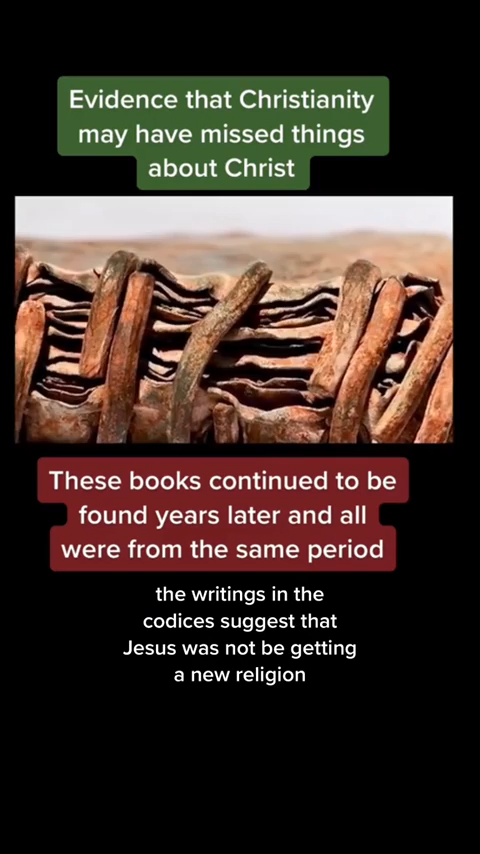 Evidence that Christianity
may have missed things
about Christ
These books continued to be
found years later and all
were from the same period
the writings in the
codices suggest that
Jesus was not be getting
a new religion